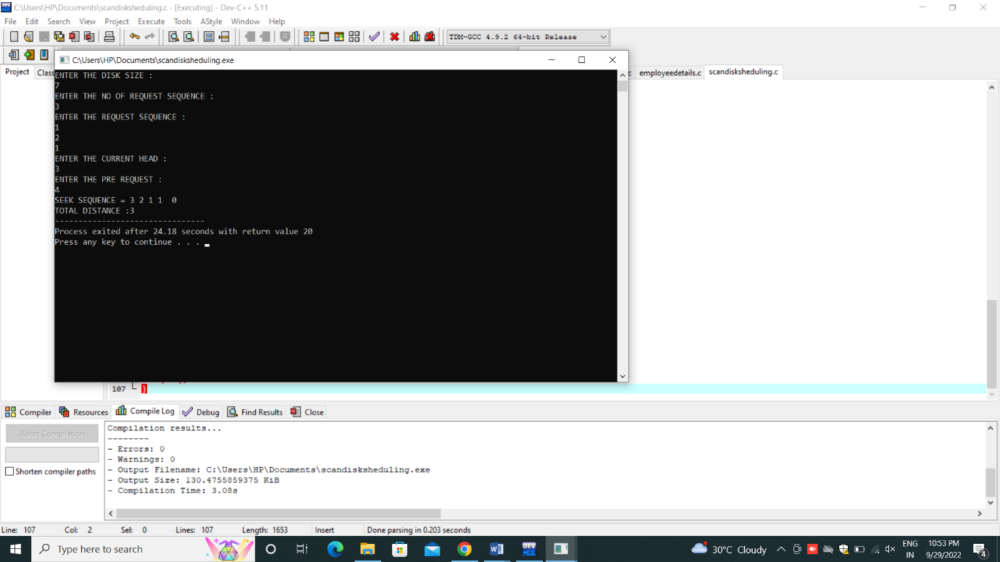 C:\Users\HP\Documents\scandisksheduling.c - [Executing] - Dev-C++ 5.11
File Edit Search View Project Execute Tools AStyle Window Help
TDM-GCC 4.9.2 64-bit Release
C:\Users\HP\Documents\scandisksheduling.exe
Project Clas
c employeedetails.c scandisksheduling.c
ENTER THE DISK SIZE :
7
ENTER THE NO OF REQUEST SEQUENCE :
3
ENTER THE REQUEST SEQUENCE :
1
2
1
ENTER THE CURRENT HEAD :
3
ENTER THE PRE REQUEST :
4
SEEK SEQUENCE = 3 2 1 1  0
TOTAL DISTANCE :3
--------------------------------
Process exited after 24.18 seconds with return value 20
Press any key to continue . . .
107 }
Compiler Resources Compile Log Debug Find Results Close
Abort Compilation
Shorten compiler paths
Compilation results...
--------
- Errors: 0
- Warnings: 0
- Output Filename: C:\Users\HP\Documents\scandisksheduling.exe
- Output Size: 130.4755859375 KiB
- Compilation Time: 3.08s
Line: 107 Col: 2 Sel: 0 Lines: 107 Length: 1653 Insert Done parsing in 0.203 seconds
Type here to search
DEV
30°C Cloudy
ENG
IN
10:53 PM
9/29/2022
4